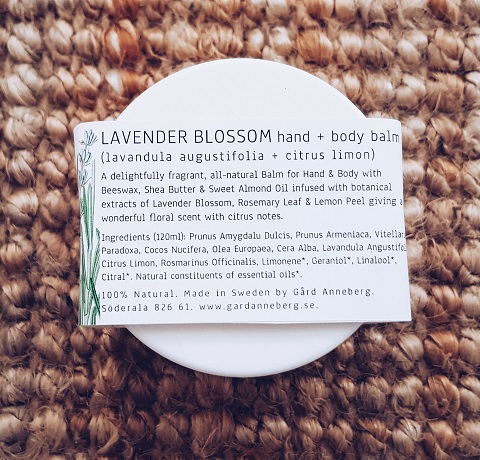 LAVENDER BLOSSOM hand + body balm
(lavandula augustifolia + citrus limon)
A delightfully fragrant, all-natural Balm for Hand & Body with
Beeswax, Shea Butter & Sweet Almond Oil infused with botanical
extracts of Lavender Blossom, Rosemary Leaf & Lemon Peel giving a
wonderful floral scent with citrus notes.
Ingredients (120ml): Prunus Amygdalu Dulcis, Prunus Armeniaca,
Paradoxa, Cocos Nucifera, Olea Europaea, Cera Alba, Lavandula
Citrus Limon, Rosmarinus Officinalis, Limonene*, Geraniol*, Linalool*,
Citral*. Natural constituents of essential oils*.
100% Natural. Made in Sweden by Gård Anneberg.
Söderala 826 61. www.gardanneberg.se.